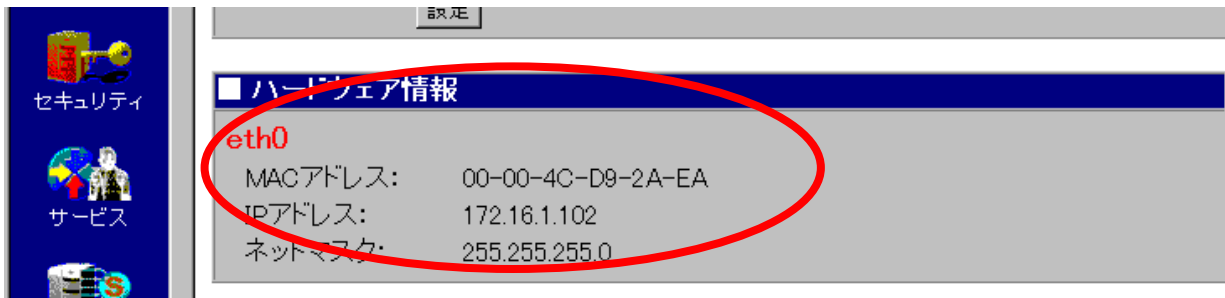 設定
セキュリティ
サービス
■ ハードウェア情報
eth0
MACアドレス: 00-00-4C-D9-2A-EA
IPアドレス: 172.16.1.102
ネットマスク: 255.255.255.0
S